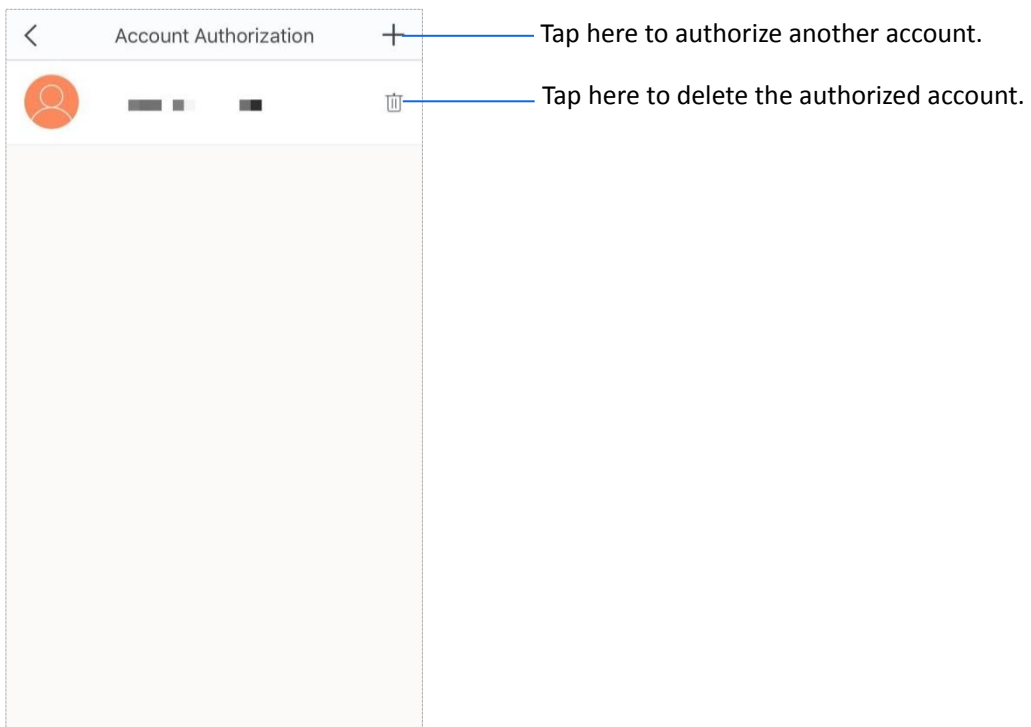 Account Authorization
Tap here to authorize another account.
Tap here to delete the authorized account.